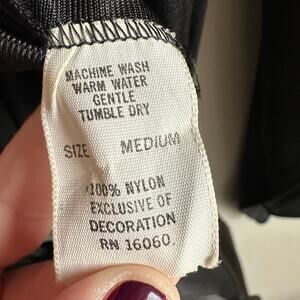 MACHINE WASH
WARM WATER
GENTLE
TUMBLE DRY
SIZE MEDIUM
100% NYLON
EXCLUSIVE OF
DECORATION
RN 16060